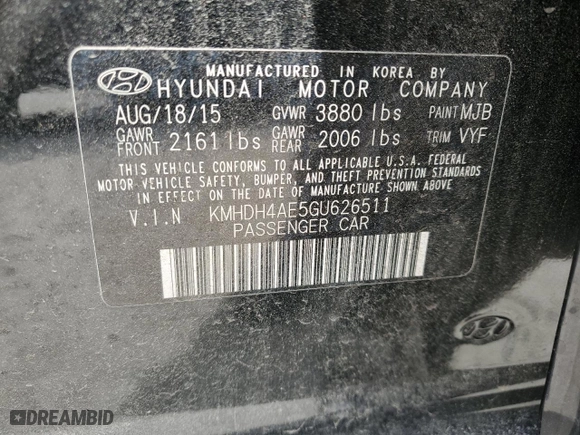 MANUFACTURED IN KOREA BY
HYUNDAI MOTOR COMPANY
AUG/18/15 GVWR 3880 lbs PAINT MJB
GAWR FRONT 2161 lbs GAWR REAR 2006 lbs TRIM VYF
THIS VEHICLE CONFORMS TO ALL APPLICABLE U.S.A. FEDERAL
MOTOR VEHICLE SAFETY, BUMPER, AND THEFT PREVENTION STANDARDS
IN EFFECT ON THE DATE OF MANUFACTURE SHOWN ABOVE
V.I.N KMHDH4AE5GU626511
PASSENGER CAR
DREAMBID